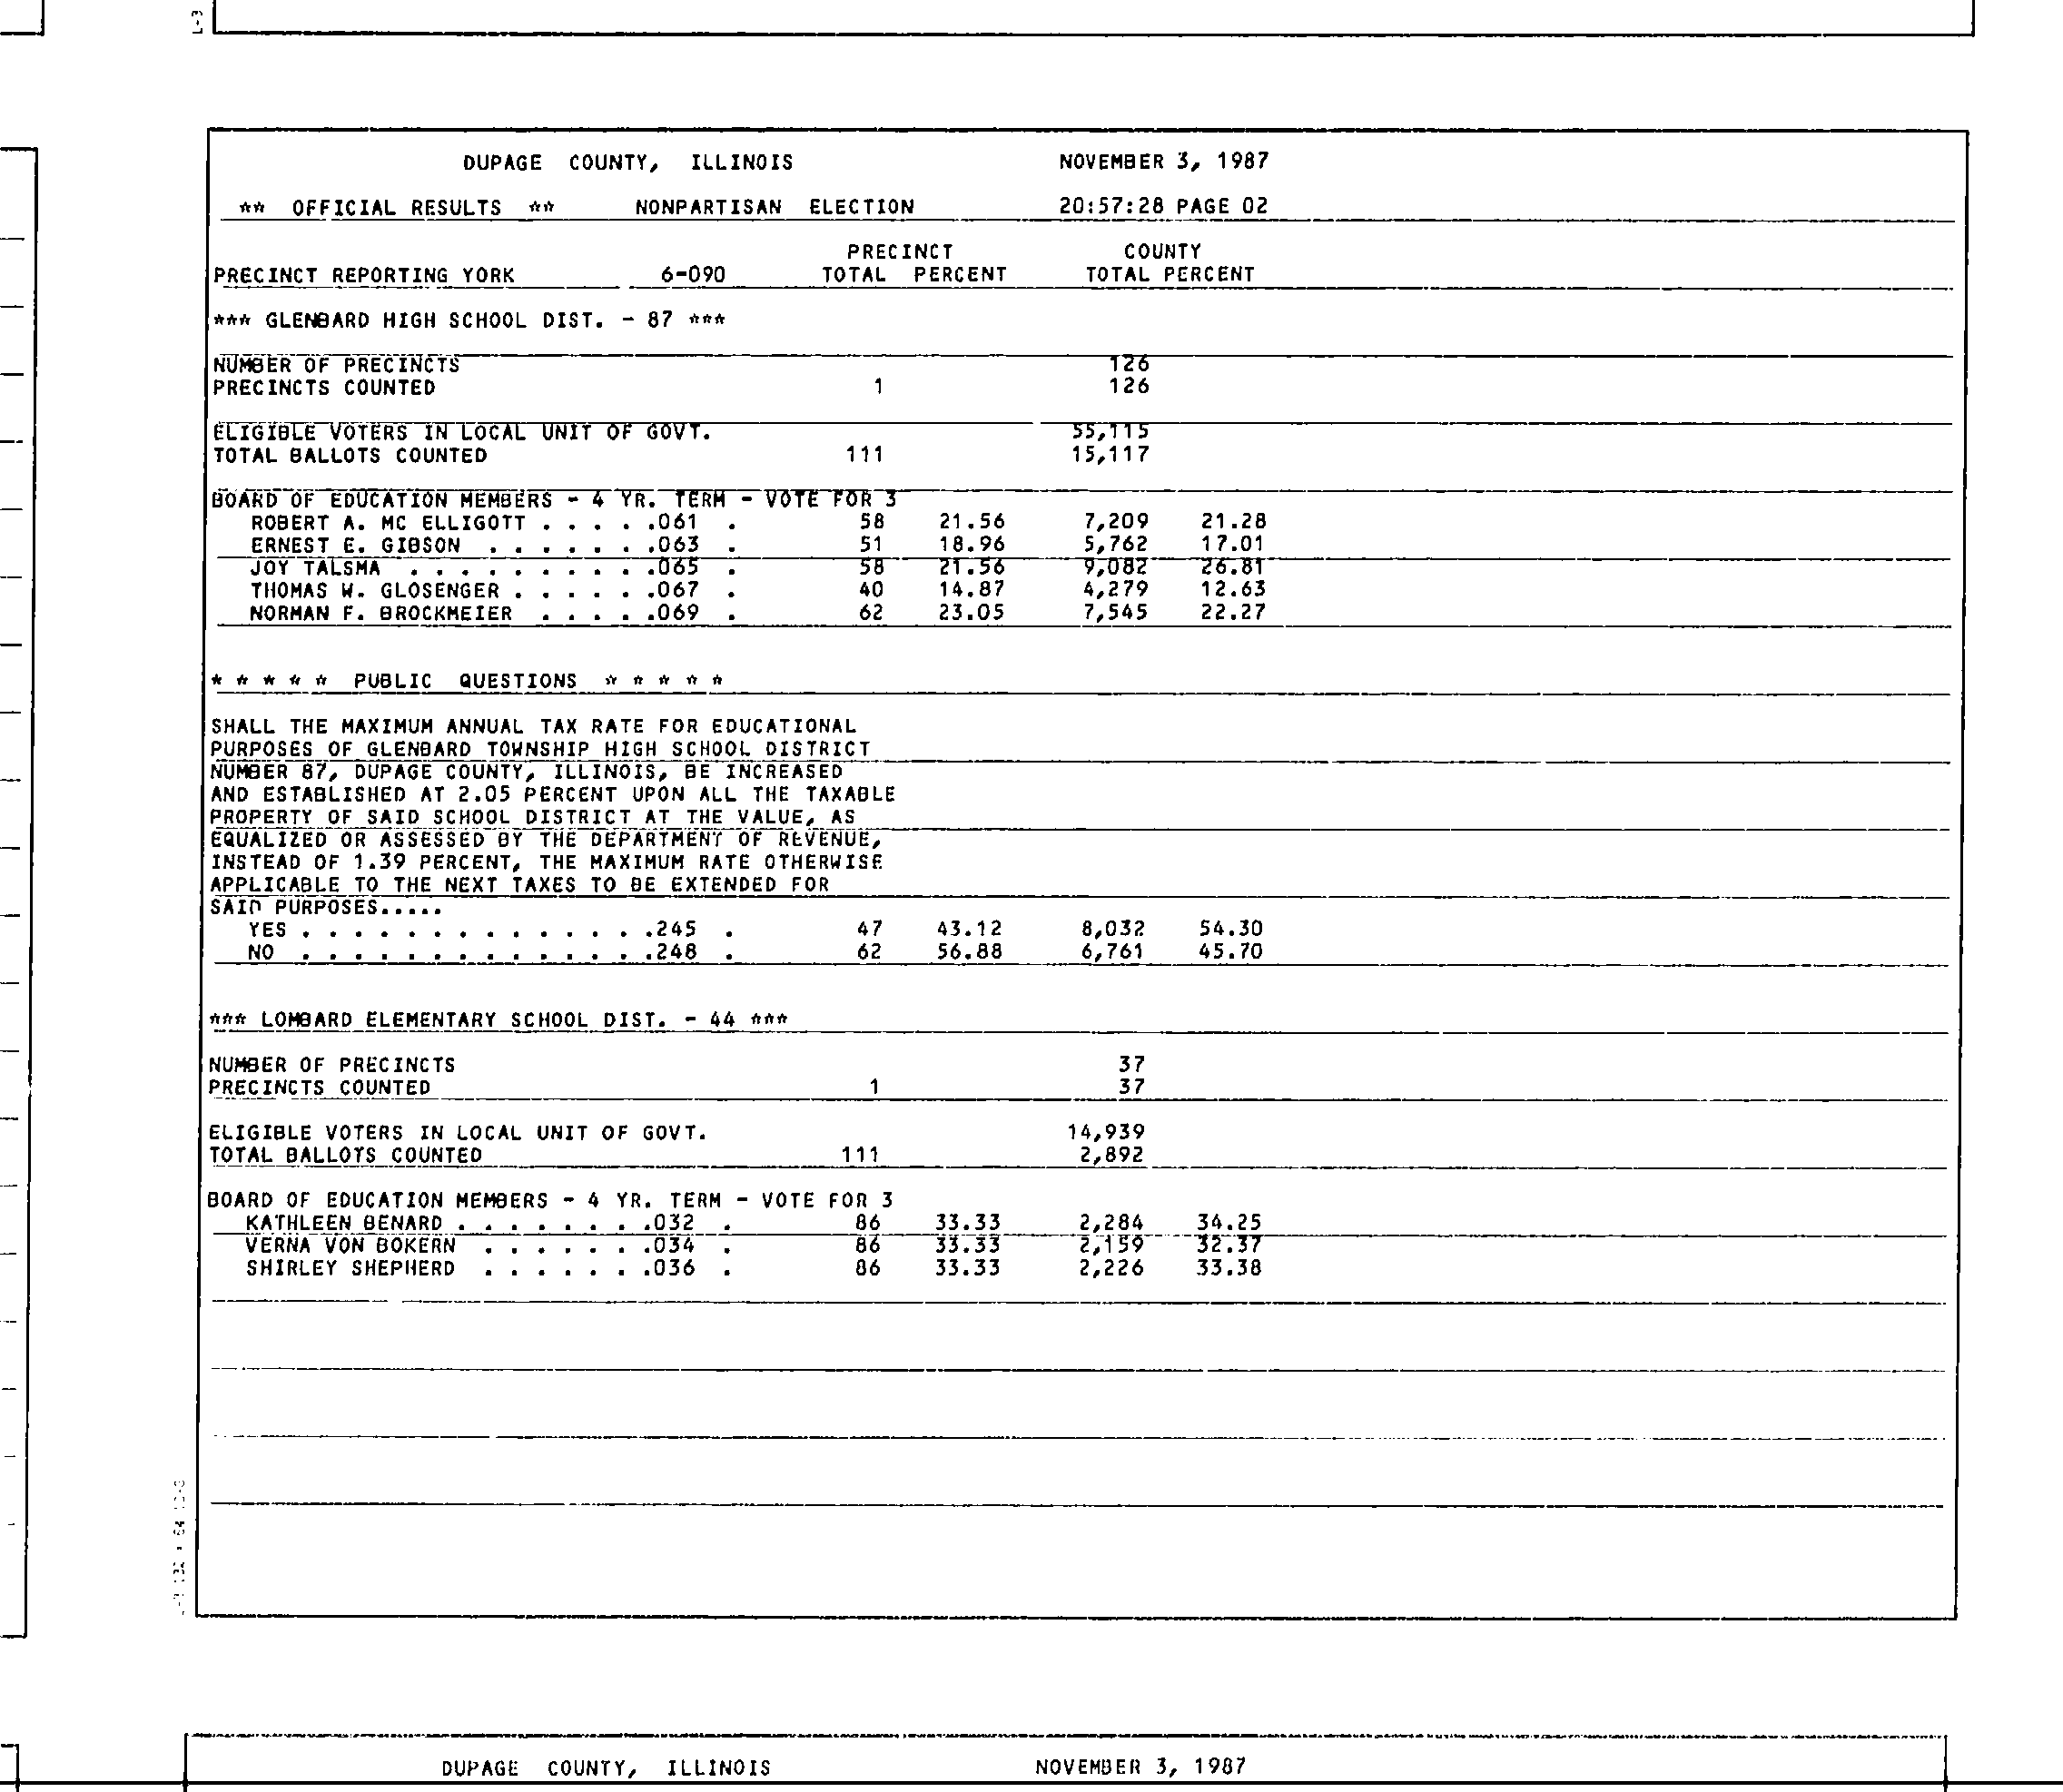 DUPAGE COUNTY, ILLINOIS NOVEMBER 3, 1987
** OFFICIAL RESULTS ** NONPARTISAN ELECTION 20:57:28 PAGE 02
PRECINCT COUNTY
PRECINCT REPORTING YORK 6-090 TOTAL PERCENT TOTAL PERCENT
*** GLENBARD HIGH SCHOOL DIST. - 87 ***
NUMBER OF PRECINCTS 126
PRECINCTS COUNTED 1 126
ELIGIBLE VOTERS IN LOCAL UNIT OF GOVT. 55,115
TOTAL BALLOTS COUNTED 111 15,117
BOARD OF EDUCATION MEMBERS - 4 YR. TERM - VOTE FOR 3
ROBERT A. MC ELLIGOTT . . . . .061 . 58 21.56 7,209 21.28
ERNEST E. GIBSON . . . . . . .063 . 51 18.96 5,762 17.01
JOY TALSMA . . . . . . . . . .065 . 58 21.56 9,082 26.81
THOMAS W. GLOSENGER . . . . . .067 . 40 14.87 4,279 12.63
NORMAN F. BROCKMEIER . . . . .069 . 62 23.05 7,545 22.27
* * * * * PUBLIC QUESTIONS * * * * *
SHALL THE MAXIMUM ANNUAL TAX RATE FOR EDUCATIONAL
PURPOSES OF GLENBARD TOWNSHIP HIGH SCHOOL DISTRICT
NUMBER 87, DUPAGE COUNTY, ILLINOIS, BE INCREASED
AND ESTABLISHED AT 2.05 PERCENT UPON ALL THE TAXABLE
PROPERTY OF SAID SCHOOL DISTRICT AT THE VALUE, AS
EQUALIZED OR ASSESSED BY THE DEPARTMENT OF REVENUE,
INSTEAD OF 1.39 PERCENT, THE MAXIMUM RATE OTHERWISE
APPLICABLE TO THE NEXT TAXES TO BE EXTENDED FOR
SAID PURPOSES.....
YES . . . . . . . . . . . . . .245 . 47 43.12 8,032 54.30
NO . . . . . . . . . . . . . .248 . 62 56.88 6,761 45.70
*** LOMBARD ELEMENTARY SCHOOL DIST. - 44 ***
NUMBER OF PRECINCTS 37
PRECINCTS COUNTED 1 37
ELIGIBLE VOTERS IN LOCAL UNIT OF GOVT. 14,939
TOTAL BALLOTS COUNTED 111 2,892
BOARD OF EDUCATION MEMBERS - 4 YR. TERM - VOTE FOR 3
KATHLEEN BENARD . . . . . . . .032 . 86 33.33 2,284 34.25
VERNA VON BOKERN . . . . . . .034 . 86 33.33 2,159 32.37
SHIRLEY SHEPHERD . . . . . . .036 . 86 33.33 2,226 33.38
DUPAGE COUNTY, ILLINOIS NOVEMBER 3, 1987